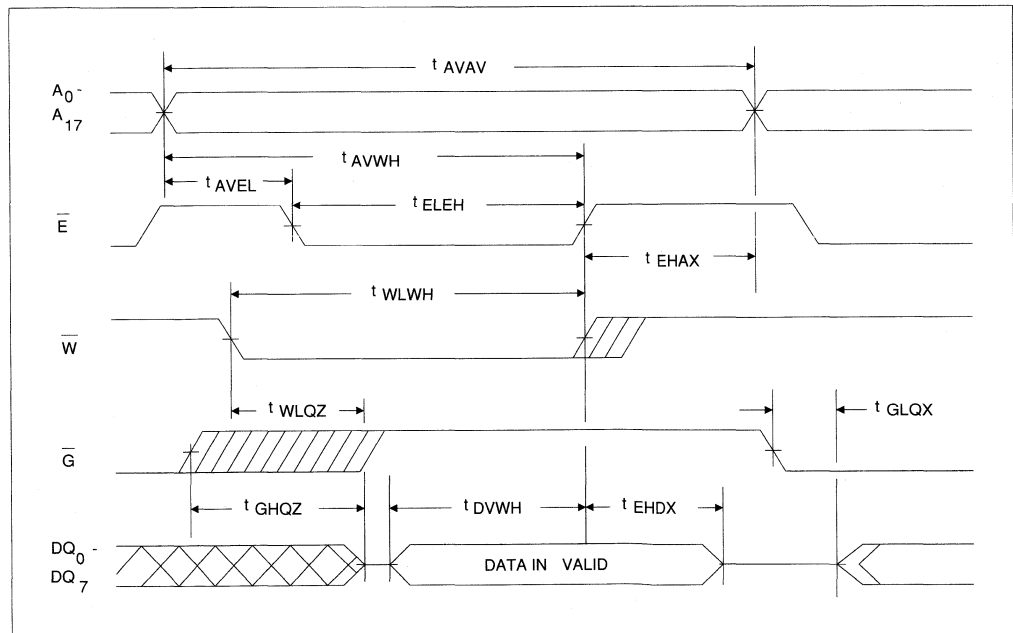 t AVAV
A0 -
A17
t AVWH
t AVEL
t ELEH
E
t EHAX
t WLWH
W
t WLQZ
t GLQX
G
t GHQZ
t DVWH
t EHDX
DQ0 -
DQ7
DATA IN VALID